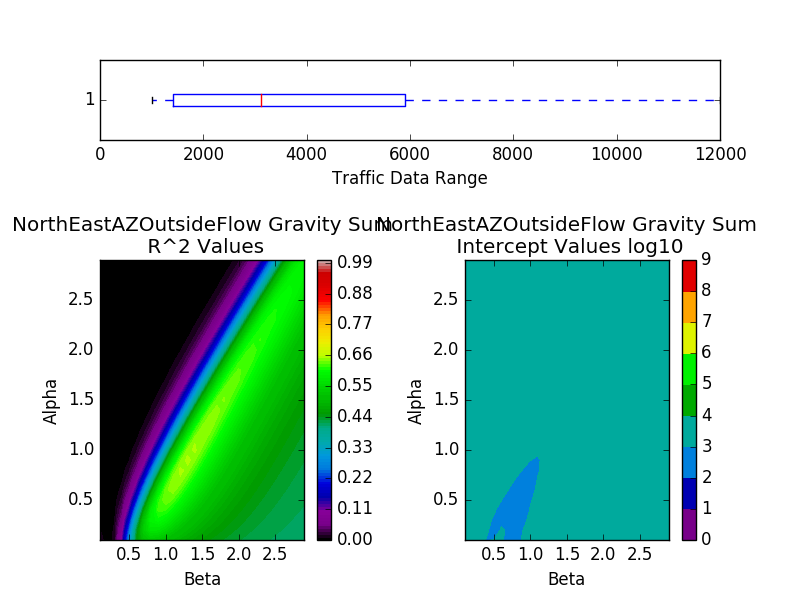 1
0 2000 4000 6000 8000 10000 12000
Traffic Data Range
NorthEastAZOutsideFlow Gravity Sum
R^2 Values
Alpha
2.5
2.0
1.5
1.0
0.5
0.5 1.0 1.5 2.0 2.5
Beta
0.99
0.88
0.77
0.66
0.55
0.44
0.33
0.22
0.11
0.00
NorthEastAZOutsideFlow Gravity Sum
Intercept Values log10
Alpha
2.5
2.0
1.5
1.0
0.5
0.5 1.0 1.5 2.0 2.5
Beta
9
8
7
6
5
4
3
2
1
0